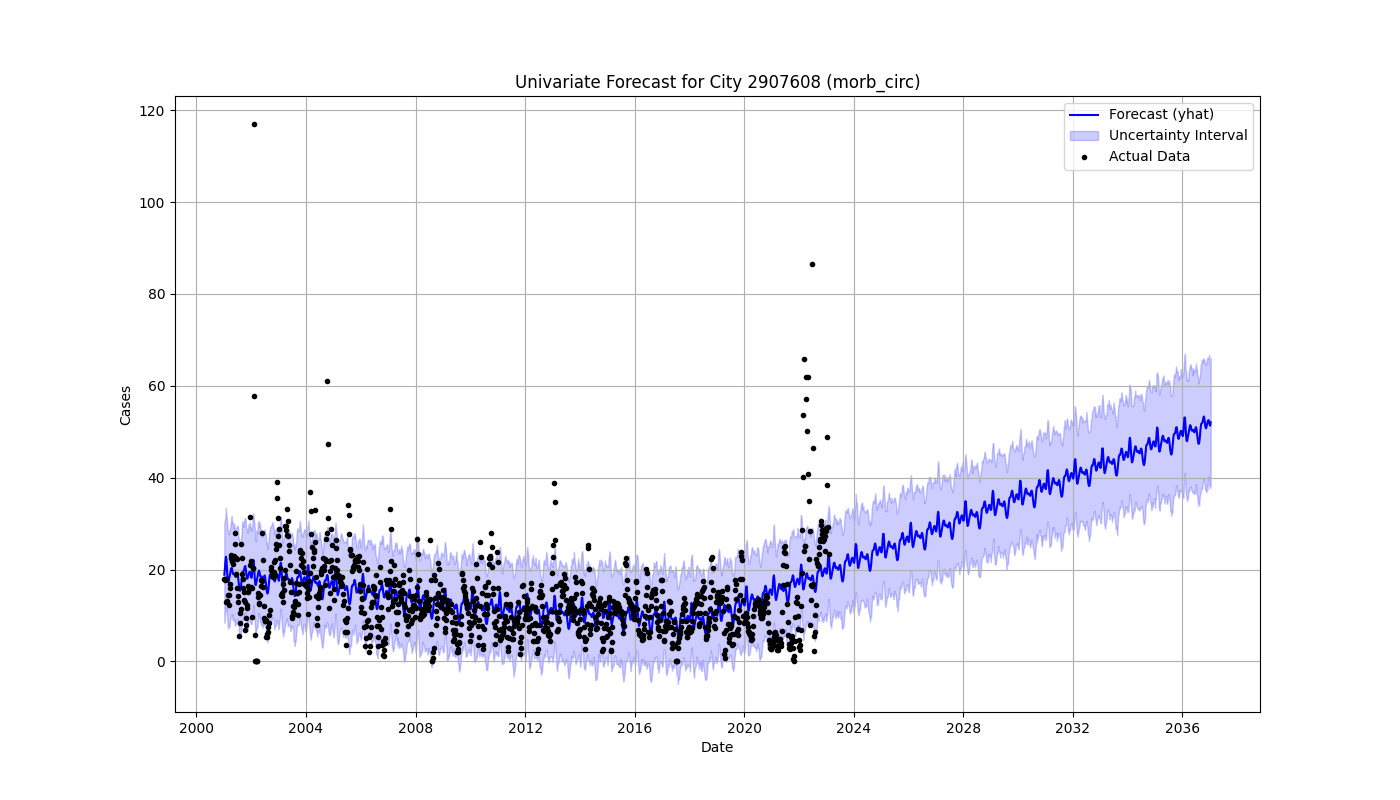 Univariate Forecast for City 2907608 (morb_circ)
Forecast (yhat)
Uncertainty Interval
Actual Data
Cases
120
100
80
60
40
20
0
2000 2004 2008 2012 2016 2020 2024 2028 2032 2036
Date